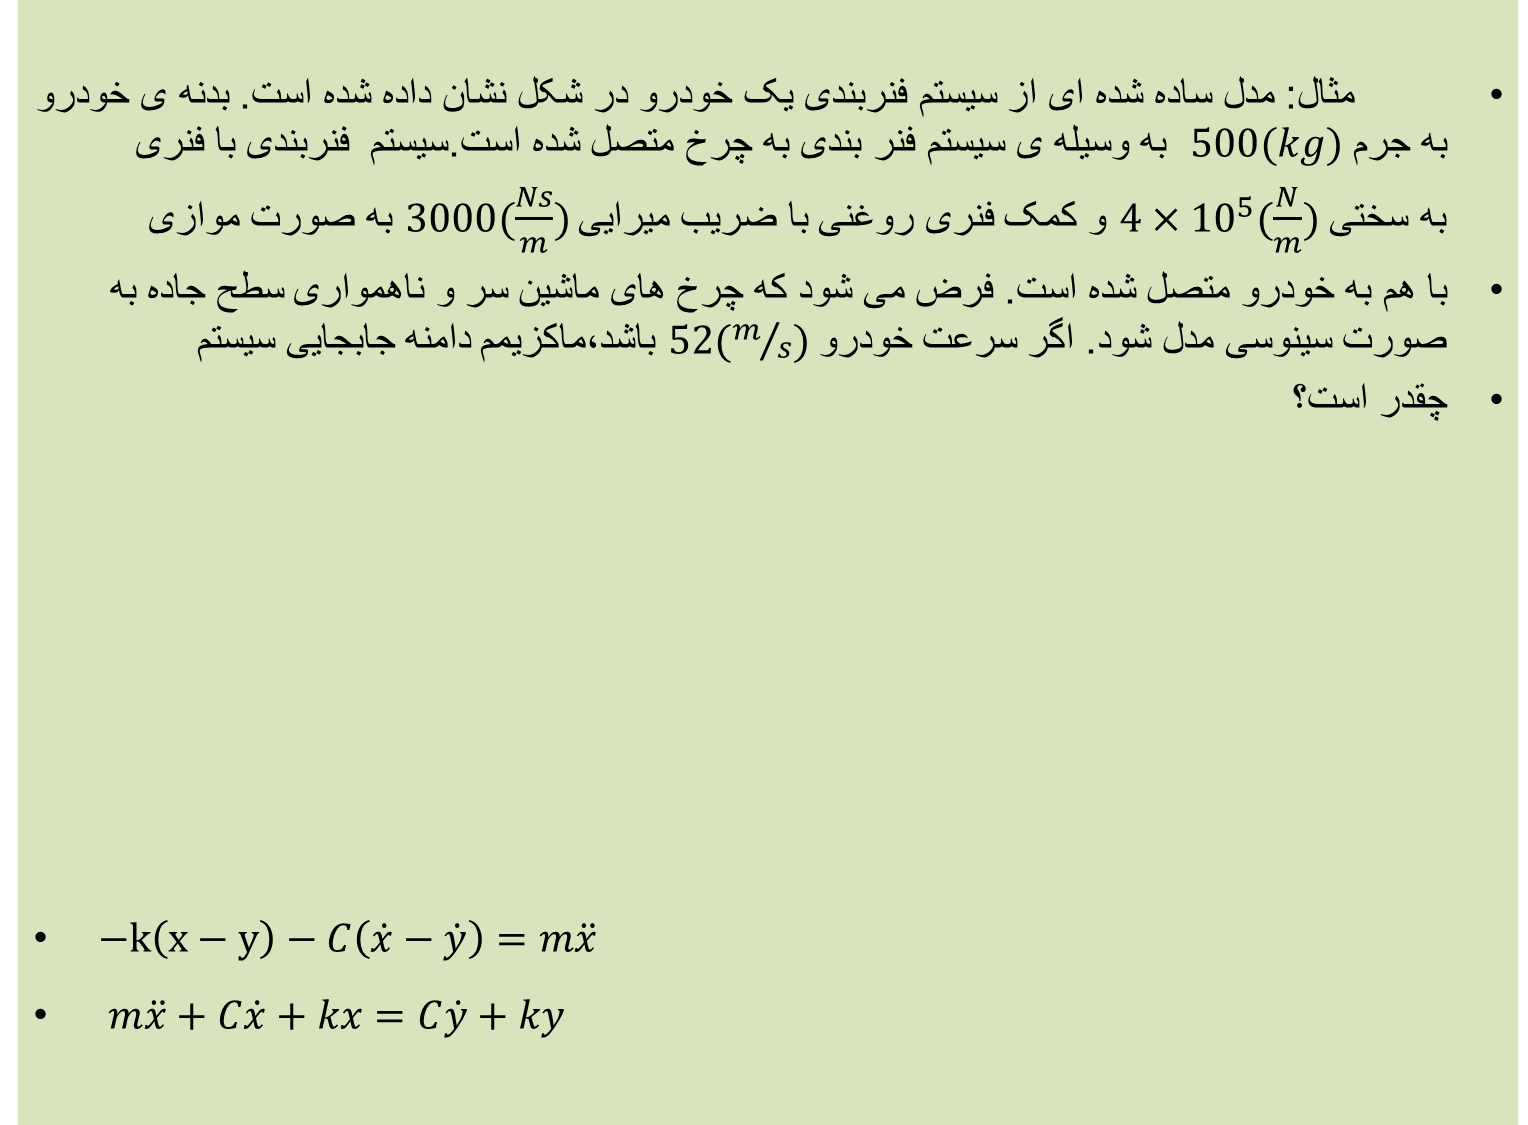 • مثال: مدل ساده شده ای از سیستم فنربندی یک خودرو در شکل نشان داده شده است. بدنه ی خودرو
به جرم 500(kg) به وسیله ی سیستم فنر بندی به چرخ متصل شده است.سیستم فنربندی با فنری
به سختی 4 × 10⁵(N/m) و کمک فنری روغنی با ضریب میرایی 3000(Ns/m) به صورت موازی
• با هم به خودرو متصل شده است. فرض می شود که چرخ های ماشین سر و ناهمواری سطح جاده به
صورت سینوسی مدل شود. اگر سرعت خودرو 52(m/s) باشد،ماکزیمم دامنه جابجایی سیستم
• چقدر است؟
• −k(x − y) − C(ẋ − ẏ) = mẍ
• mẍ + Cẋ + kx = Cẏ + ky